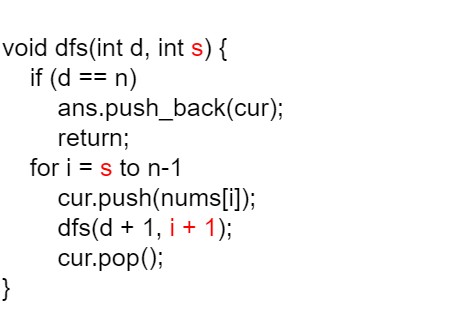 void dfs(int d, int s) {
if (d == n)
ans.push_back(cur);
return;
for i = s to n-1
cur.push(nums[i]);
dfs(d + 1, i + 1);
cur.pop();
}